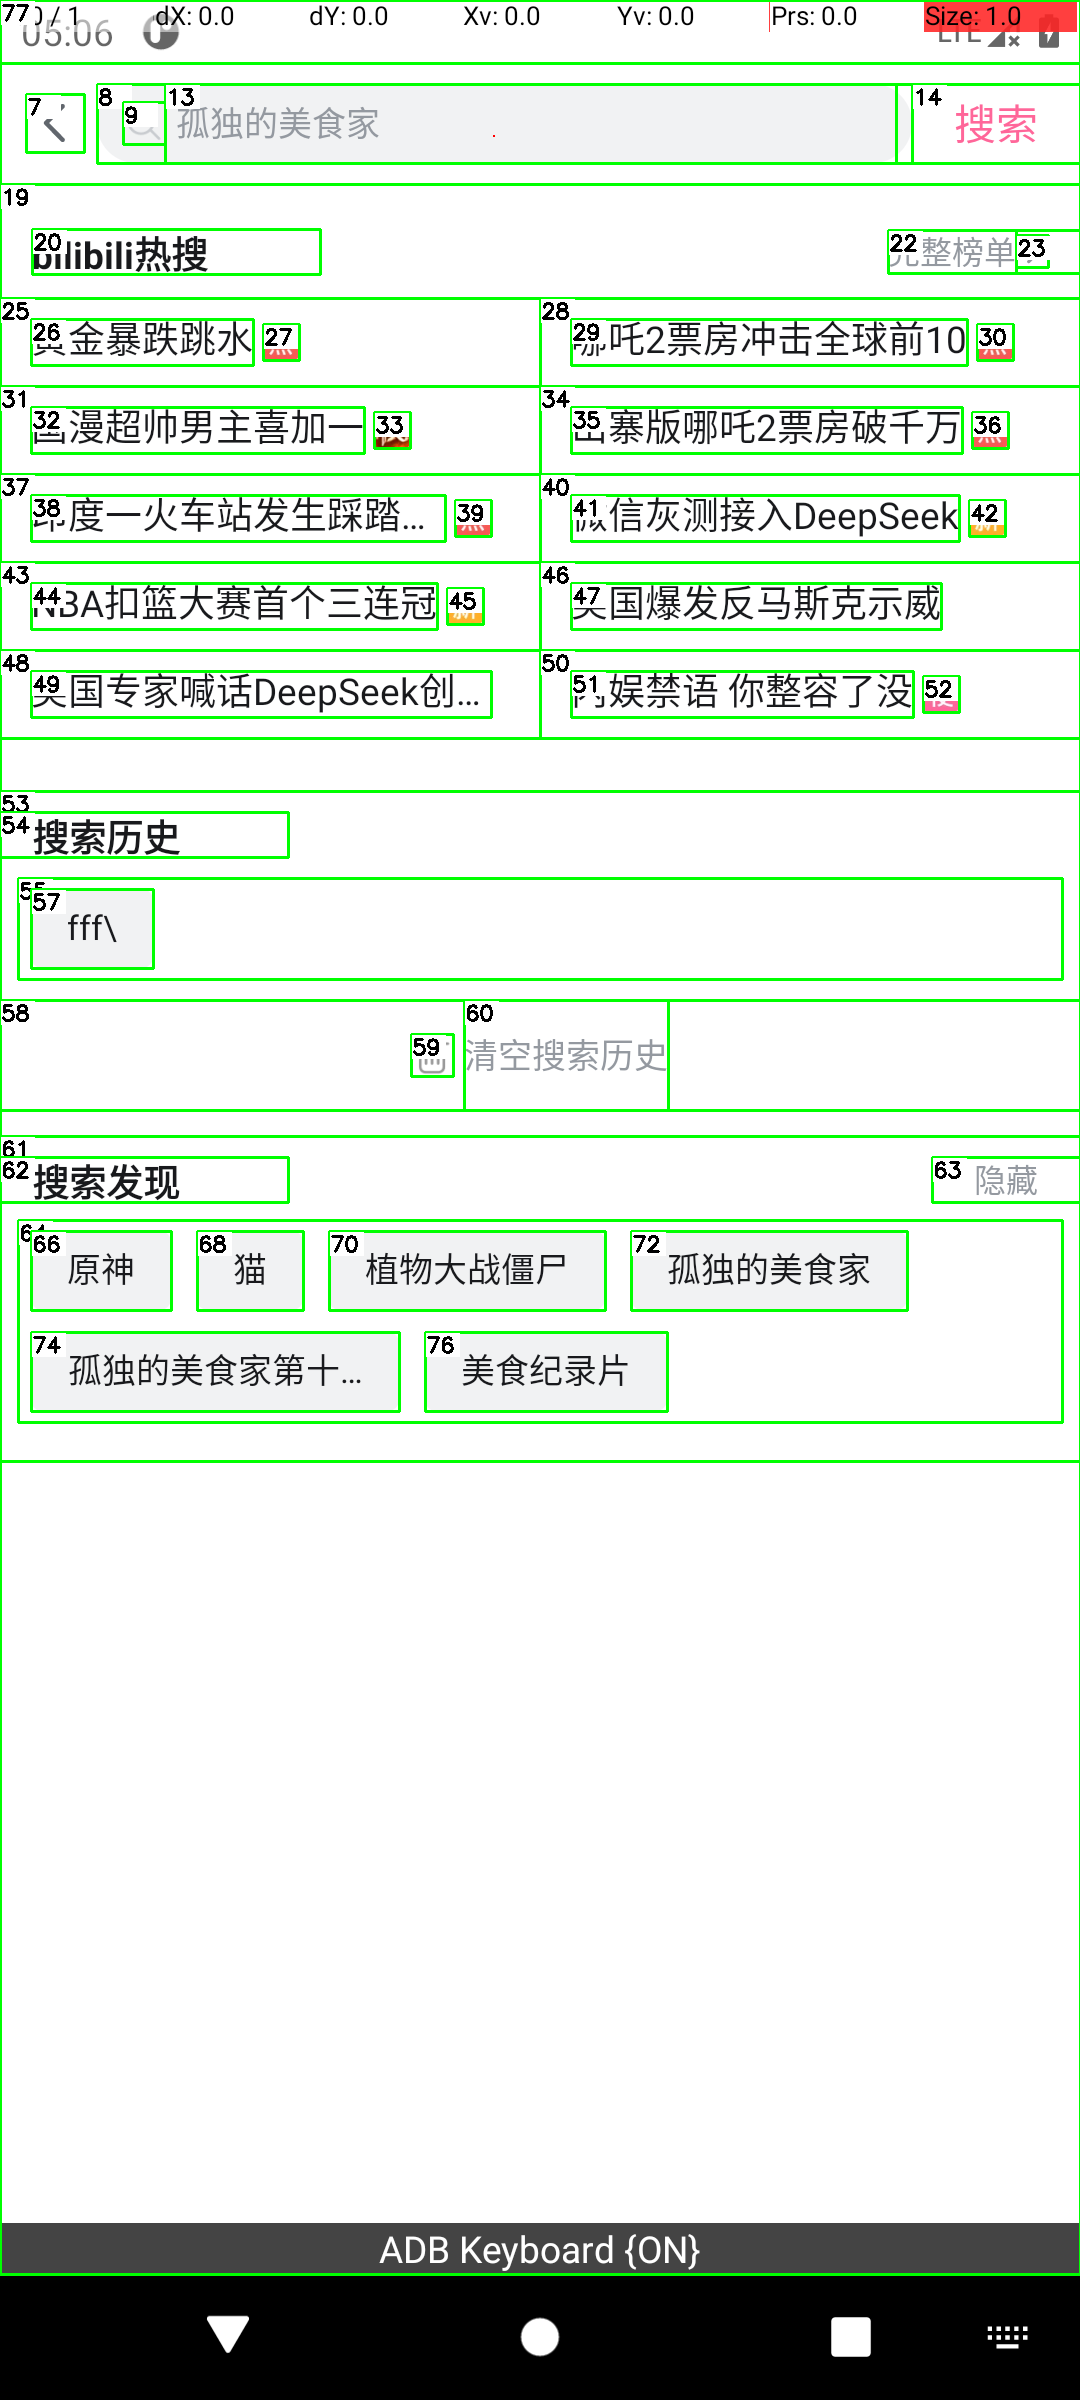 77 0 / 1 dX: 0.0 dY: 0.0 Xv: 0.0 Yv: 0.0 Prs: 0.0 Size: 1.0
05:06 LTE
7 8 9 13 孤独的美食家 14 搜索
19
20 bilibili热搜 22 完整榜单 23
25 26 黄金暴跌跳水 27 28 29 哪吒2票房冲击全球前10 30
31 32 国漫超帅男主喜加一 33 34 35 山寨版哪吒2票房破千万 36
37 38 印度一火车站发生踩踏... 39 40 41 微信灰测接入DeepSeek 42
43 44 NBA扣篮大赛首个三连冠 45 46 47 美国爆发反马斯克示威
48 49 美国专家喊话DeepSeek创... 50 51 内娱禁语 你整容了没 52
53
54 搜索历史
55 57 fff\
58 59 60 清空搜索历史
61
62 搜索发现 63 隐藏
64 66 原神 68 猫 70 植物大战僵尸 72 孤独的美食家
74 孤独的美食家第十... 76 美食纪录片
ADB Keyboard {ON}